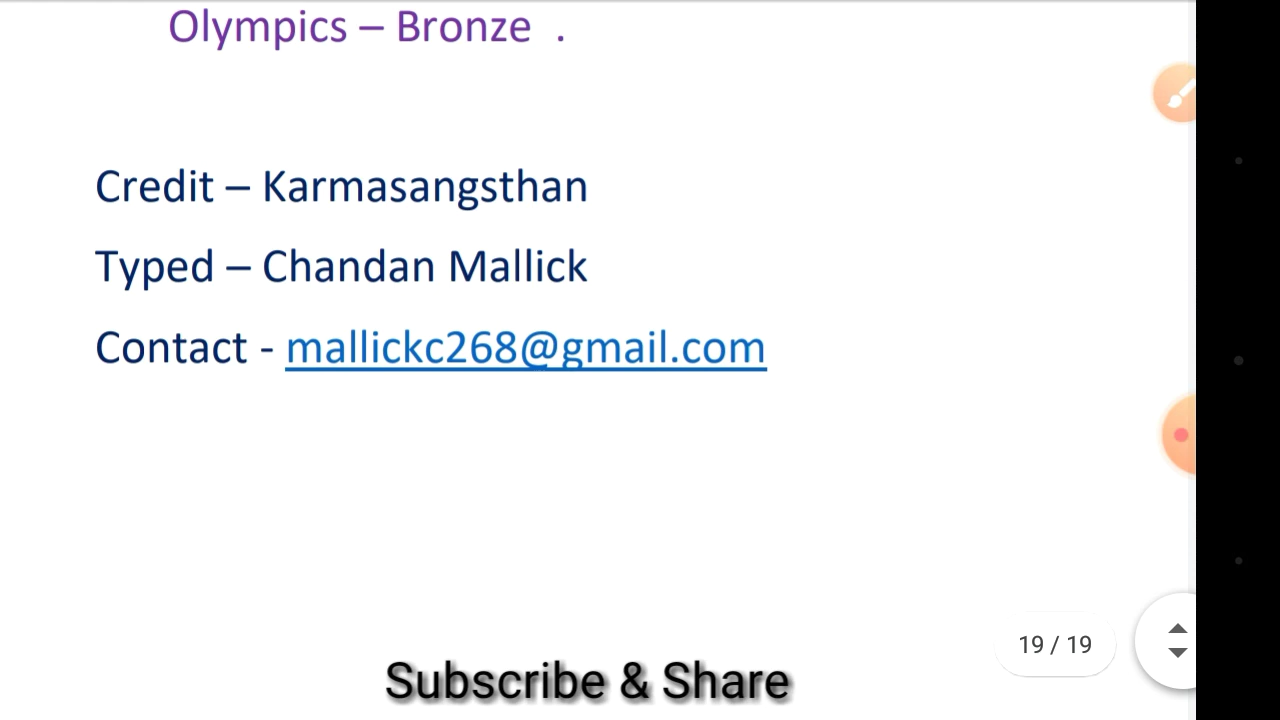 Olympics – Bronze .
Credit – Karmasangsthan
Typed – Chandan Mallick
Contact - mallickc268@gmail.com
19 / 19
Subscribe & Share